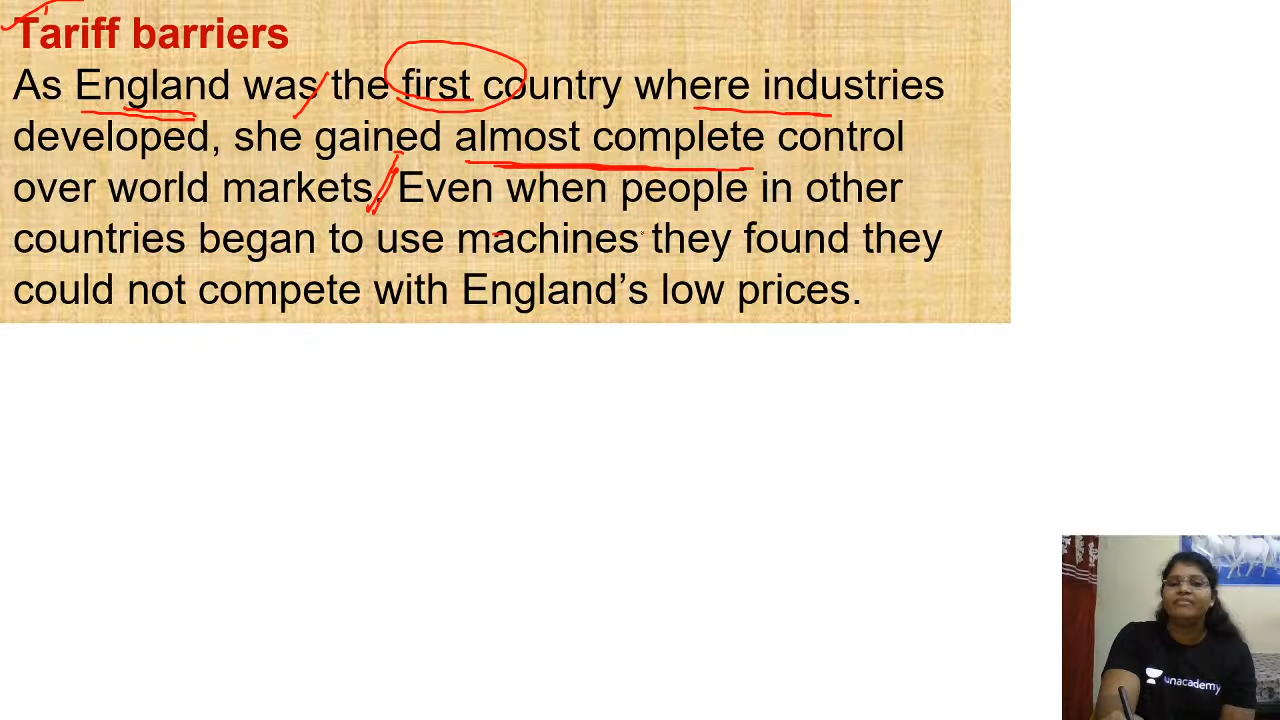 Tariff barriers
As England was the first country where industries
developed, she gained almost complete control
over world markets. Even when people in other
countries began to use machines they found they
could not compete with England’s low prices.
unacademy